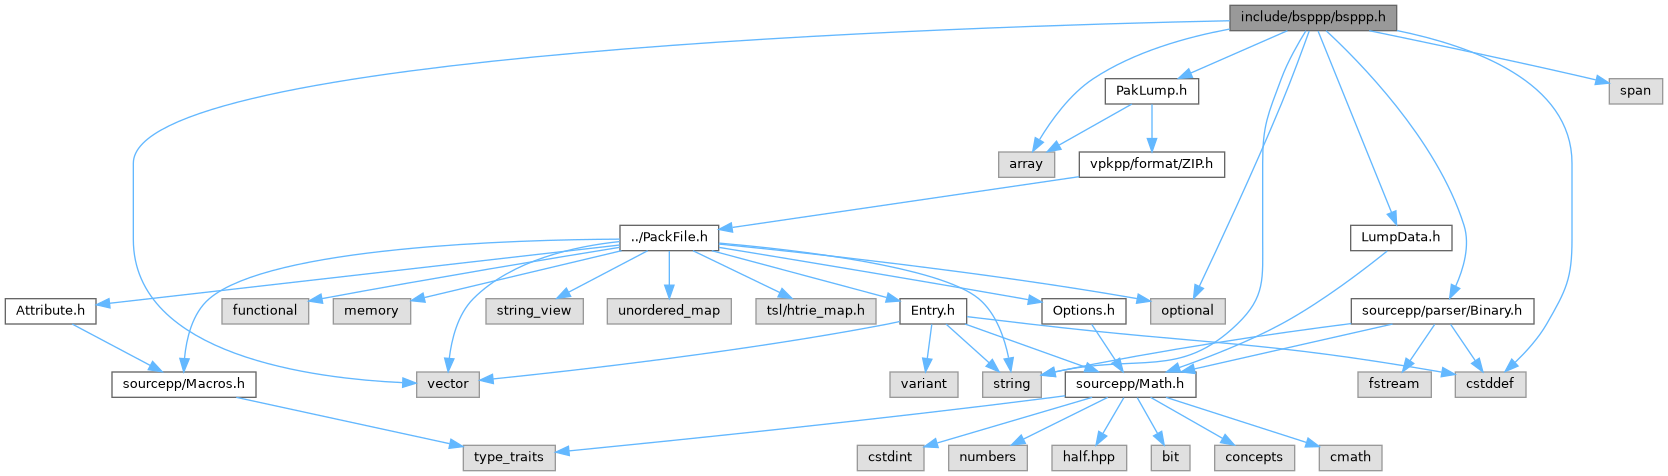 include/bsppp/bsppp.h
PakLump.h
span
array
vpkpp/format/ZIP.h
../PackFile.h
LumpData.h
Attribute.h
functional
memory
string_view
unordered_map
tsl/htrie_map.h
Entry.h
Options.h
optional
sourcepp/parser/Binary.h
sourcepp/Macros.h
vector
variant
string
sourcepp/Math.h
fstream
cstddef
type_traits
cstdint
numbers
half.hpp
bit
concepts
cmath